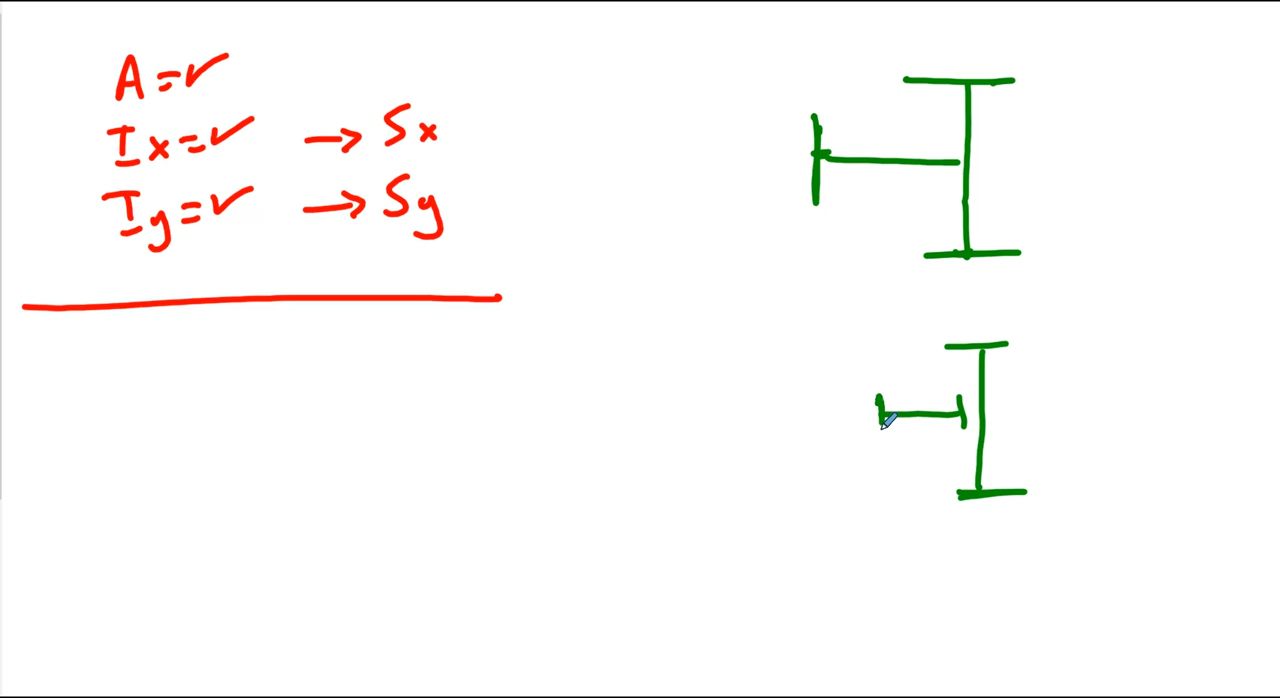 A = ✓
Ix = ✓ → Sx
Iy = ✓ → Sy